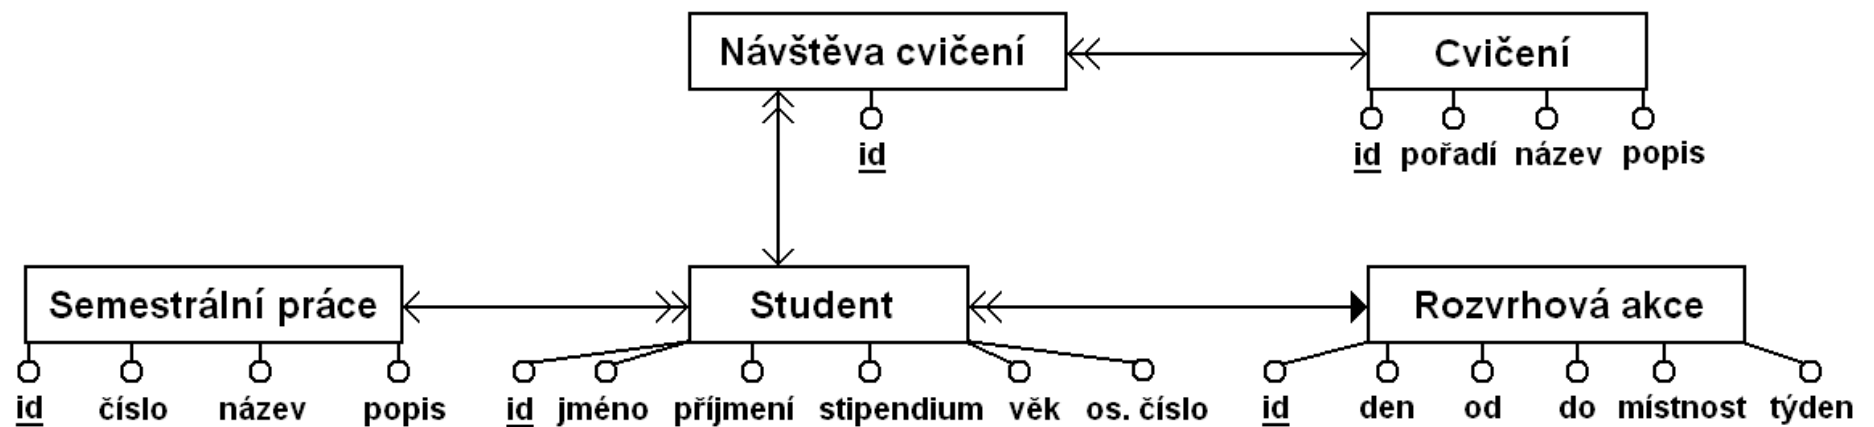 Návštěva cvičení Cvičení
id
id pořadí název popis
Semestrální práce Student Rozvrhová akce
id číslo název popis id jméno příjmení stipendium věk os. číslo id den od do místnost týden